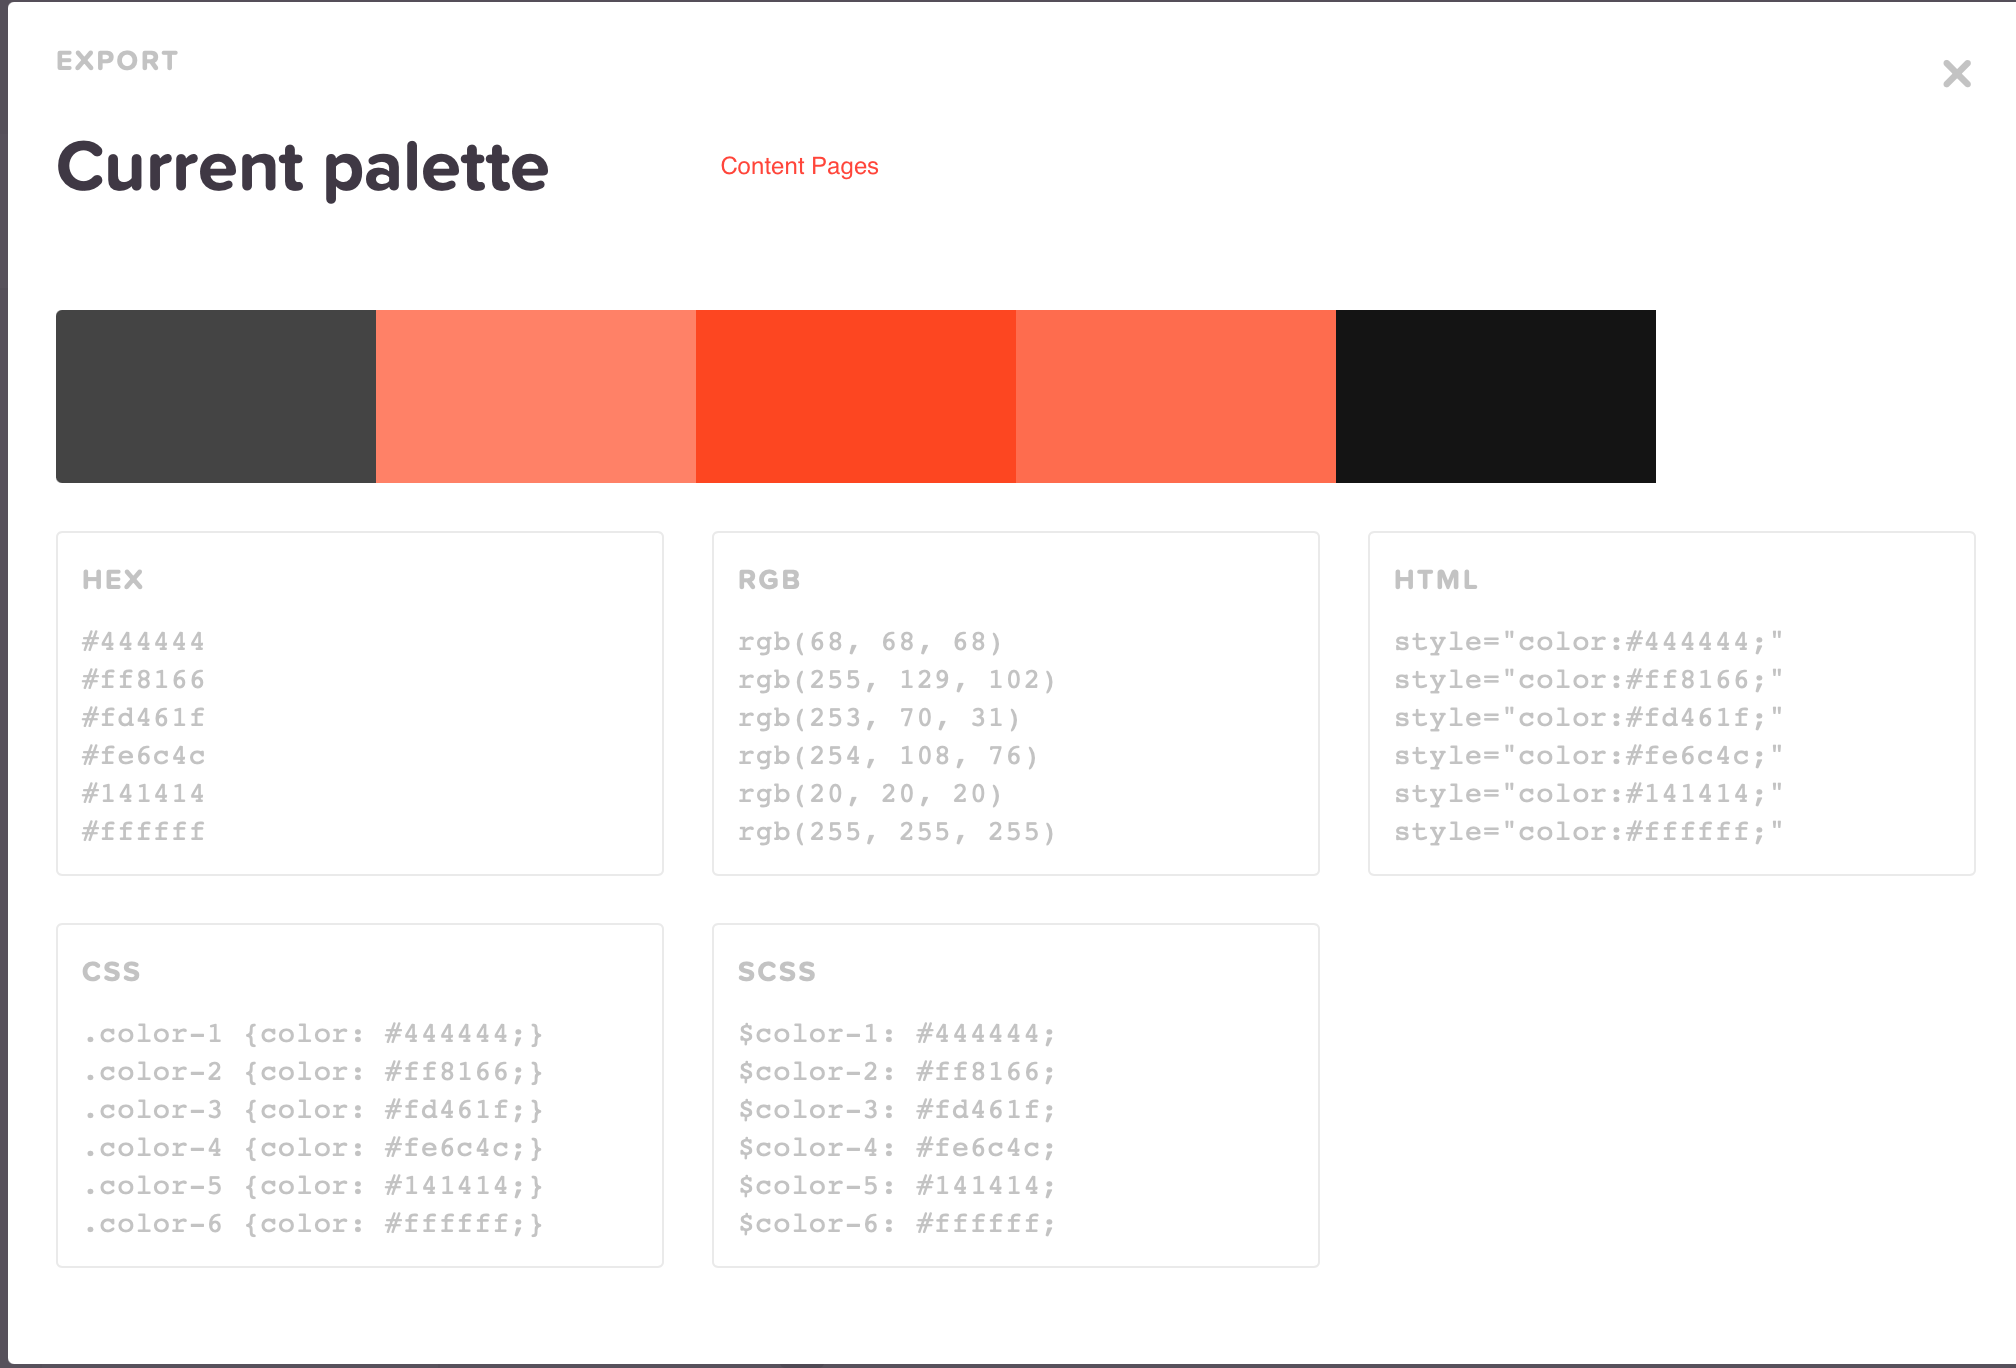 EXPORT
Current palette
Content Pages
HEX
#444444
#ff8166
#fd461f
#fe6c4c
#141414
#ffffff
RGB
rgb(68, 68, 68)
rgb(255, 129, 102)
rgb(253, 70, 31)
rgb(254, 108, 76)
rgb(20, 20, 20)
rgb(255, 255, 255)
HTML
style="color:#444444;"
style="color:#ff8166;"
style="color:#fd461f;"
style="color:#fe6c4c;"
style="color:#141414;"
style="color:#ffffff;"
CSS
.color-1 {color: #444444;}
.color-2 {color: #ff8166;}
.color-3 {color: #fd461f;}
.color-4 {color: #fe6c4c;}
.color-5 {color: #141414;}
.color-6 {color: #ffffff;}
SCSS
$color-1: #444444;
$color-2: #ff8166;
$color-3: #fd461f;
$color-4: #fe6c4c;
$color-5: #141414;
$color-6: #ffffff;